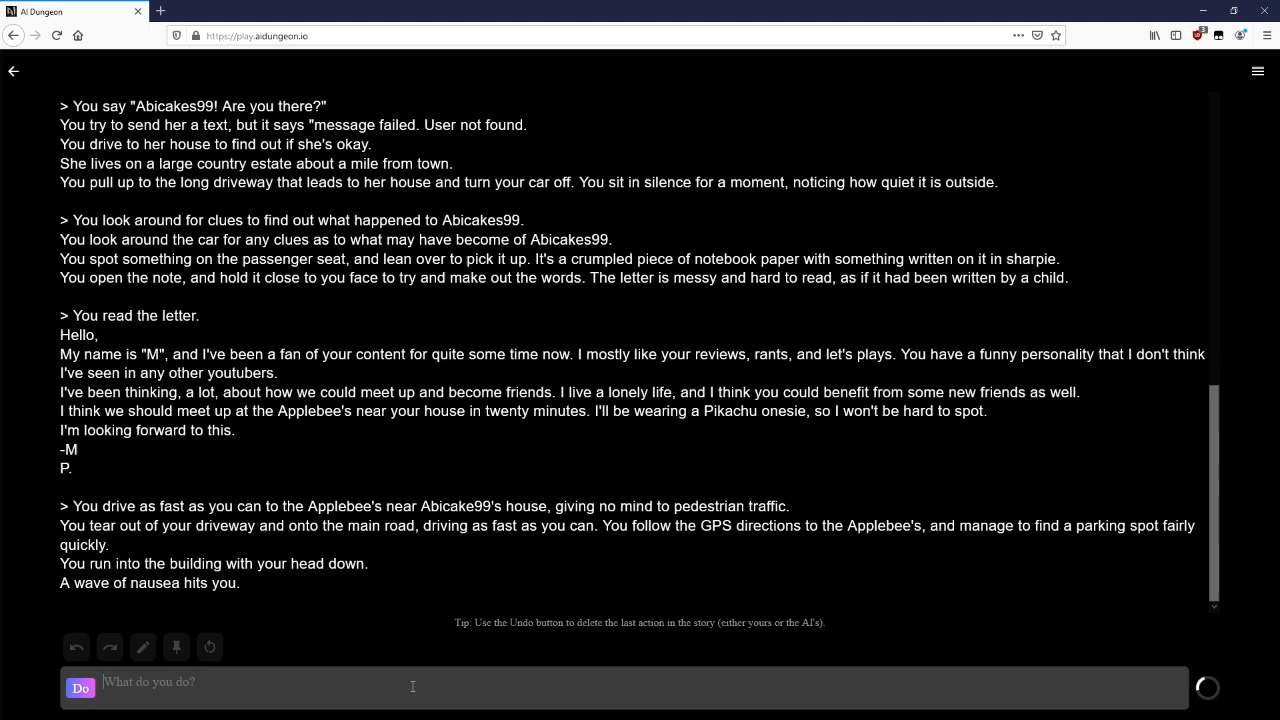 AI Dungeon
https://play.aidungeon.io
> You say "Abicakes99! Are you there?"
You try to send her a text, but it says "message failed. User not found.
You drive to her house to find out if she's okay.
She lives on a large country estate about a mile from town.
You pull up to the long driveway that leads to her house and turn your car off. You sit in silence for a moment, noticing how quiet it is outside.
> You look around for clues to find out what happened to Abicakes99.
You look around the car for any clues as to what may have become of Abicakes99.
You spot something on the passenger seat, and lean over to pick it up. It's a crumpled piece of notebook paper with something written on it in sharpie.
You open the note, and hold it close to you face to try and make out the words. The letter is messy and hard to read, as if it had been written by a child.
> You read the letter.
Hello,
My name is "M", and I've been a fan of your content for quite some time now. I mostly like your reviews, rants, and let's plays. You have a funny personality that I don't think
I've seen in any other youtubers.
I've been thinking, a lot, about how we could meet up and become friends. I live a lonely life, and I think you could benefit from some new friends as well.
I think we should meet up at the Applebee's near your house in twenty minutes. I'll be wearing a Pikachu onesie, so I won't be hard to spot.
I'm looking forward to this.
-M
P.
> You drive as fast as you can to the Applebee's near Abicake99's house, giving no mind to pedestrian traffic.
You tear out of your driveway and onto the main road, driving as fast as you can. You follow the GPS directions to the Applebee's, and manage to find a parking spot fairly
quickly.
You run into the building with your head down.
A wave of nausea hits you.
Tip: Use the Undo button to delete the last action in the story (either yours or the AI's).
Do What do you do?